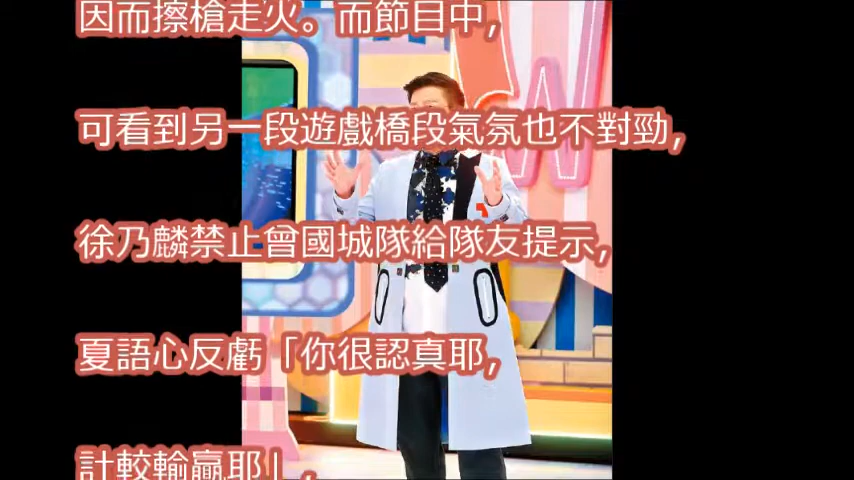 因而擦槍走火。而節目中，
可看到另一段遊戲橋段氣氛也不對勁，
徐乃麟禁止曾國城隊給隊友提示，
夏語心反虧「你很認真耶，
計較輸贏耶」，